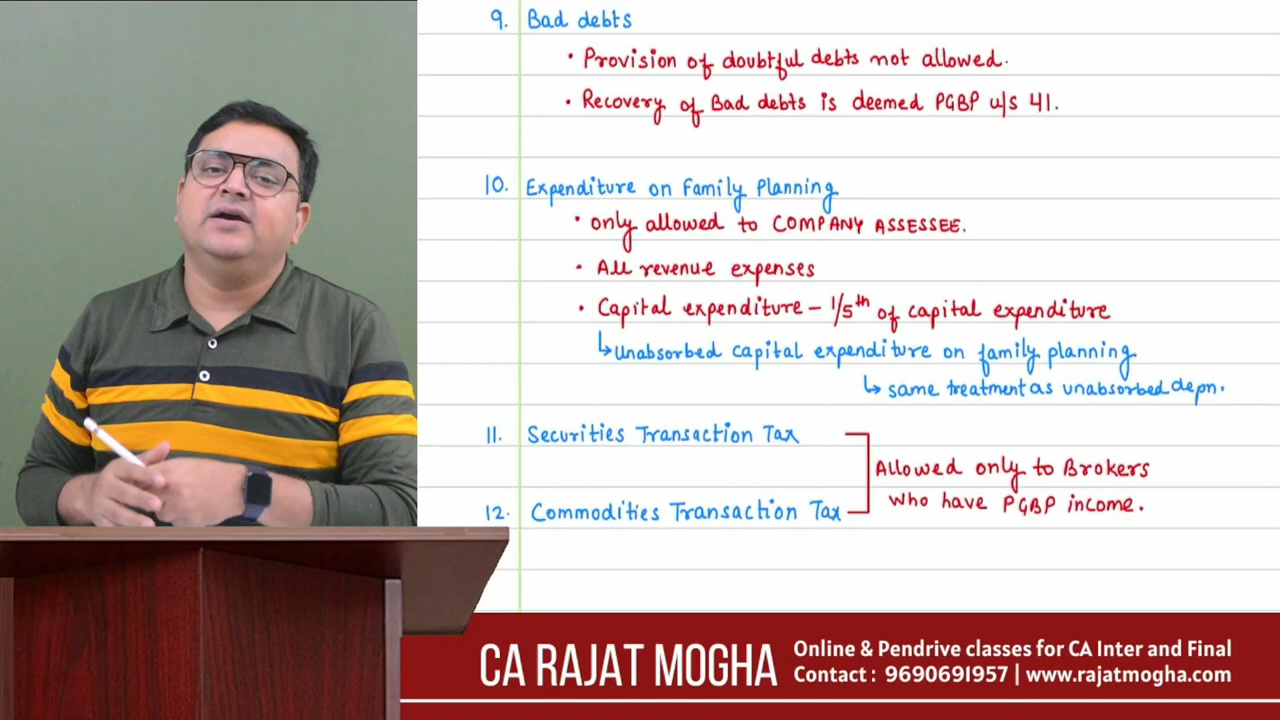 9. Bad debts
• Provision of doubtful debts not allowed.
• Recovery of Bad debts is deemed PGBP u/s 41.
10. Expenditure on Family Planning
• only allowed to COMPANY ASSESSEE.
• All revenue expenses
• Capital expenditure – 1/5th of capital expenditure
↳ Unabsorbed capital expenditure on family planning
↳ same treatment as unabsorbed depn.
11. Securities Transaction Tax
12. Commodities Transaction Tax
Allowed only to Brokers
who have PGBP income.
CA RAJAT MOGHA
Online & Pendrive classes for CA Inter and Final
Contact : 9690691957 | www.rajatmogha.com